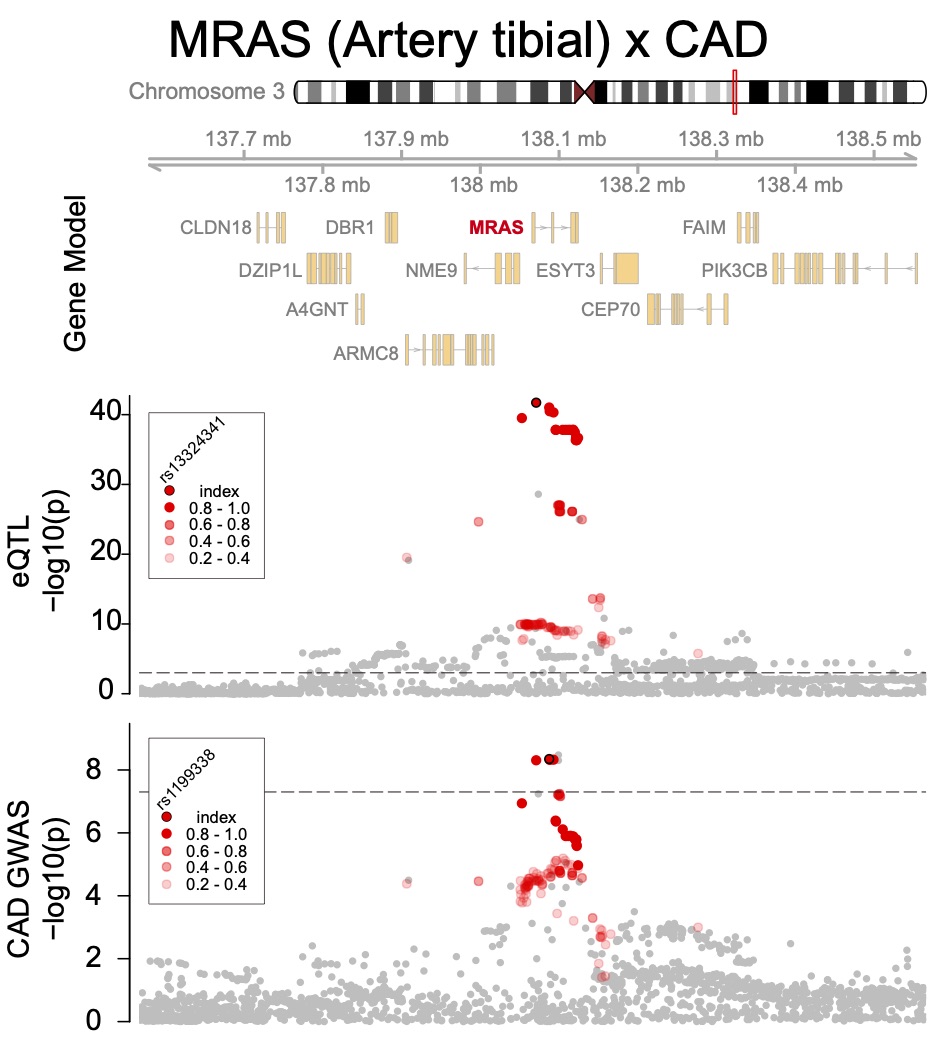 MRAS (Artery tibial) x CAD
Chromosome 3
137.7 mb 137.9 mb 138.1 mb 138.3 mb 138.5 mb
137.8 mb 138 mb 138.2 mb 138.4 mb
Gene Model
CLDN18 DBR1 MRAS FAIM
DZIP1L NME9 ESYT3 PIK3CB
A4GNT CEP70
ARMC8
eQTL
−log10(p)
40
30
20
10
0
rs13324341
index
0.8 - 1.0
0.6 - 0.8
0.4 - 0.6
0.2 - 0.4
CAD GWAS
−log10(p)
8
6
4
2
0
rs1199338
index
0.8 - 1.0
0.6 - 0.8
0.4 - 0.6
0.2 - 0.4